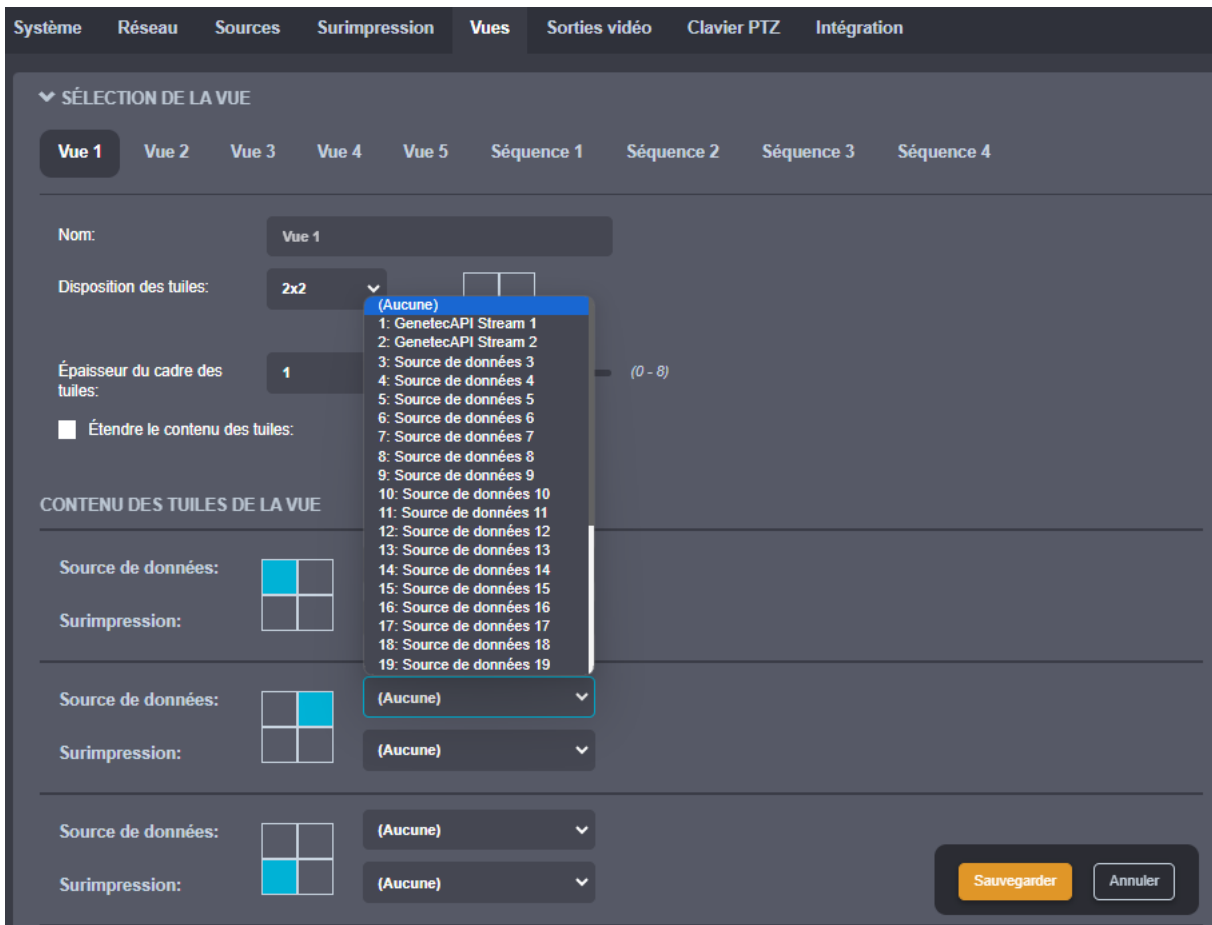 Système Réseau Sources Surimpression Vues Sorties vidéo Clavier PTZ Intégration
SÉLECTION DE LA VUE
Vue 1 Vue 2 Vue 3 Vue 4 Vue 5 Séquence 1 Séquence 2 Séquence 3 Séquence 4
Nom: Vue 1
Disposition des tuiles: 2x2
(Aucune)
1: GenetecAPI Stream 1
2: GenetecAPI Stream 2
3: Source de données 3
4: Source de données 4
5: Source de données 5
6: Source de données 6
7: Source de données 7
8: Source de données 8
9: Source de données 9
10: Source de données 10
11: Source de données 11
12: Source de données 12
13: Source de données 13
14: Source de données 14
15: Source de données 15
16: Source de données 16
17: Source de données 17
18: Source de données 18
19: Source de données 19
Épaisseur du cadre des
tuiles:
1 (0 - 8)
Étendre le contenu des tuiles:
CONTENU DES TUILES DE LA VUE
Source de données:
Surimpression:
Source de données: (Aucune)
Surimpression: (Aucune)
Source de données: (Aucune)
Surimpression: (Aucune)
Sauvegarder Annuler